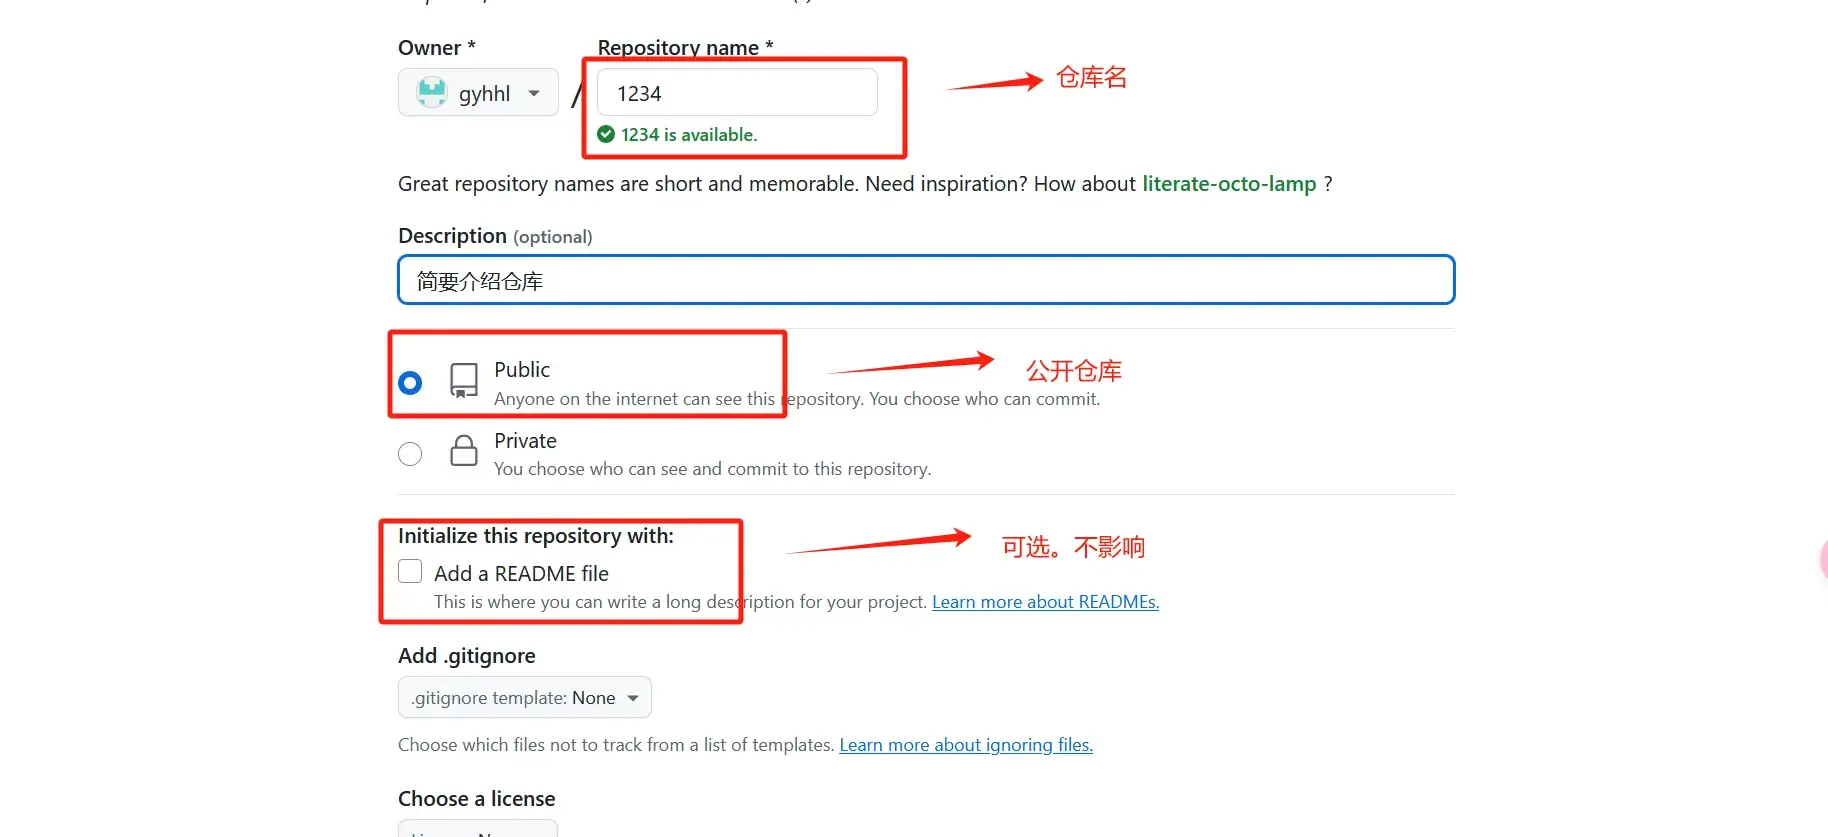 Owner *
Repository name *
gyhhl
/
1234
仓库名
1234 is available.
Great repository names are short and memorable. Need inspiration? How about literate-octo-lamp ?
Description (optional)
简要介绍仓库
Public
公开仓库
Anyone on the internet can see this repository. You choose who can commit.
Private
You choose who can see and commit to this repository.
Initialize this repository with:
可选。不影响
Add a README file
This is where you can write a long description for your project. Learn more about READMEs.
Add .gitignore
.gitignore template: None
Choose which files not to track from a list of templates. Learn more about ignoring files.
Choose a license